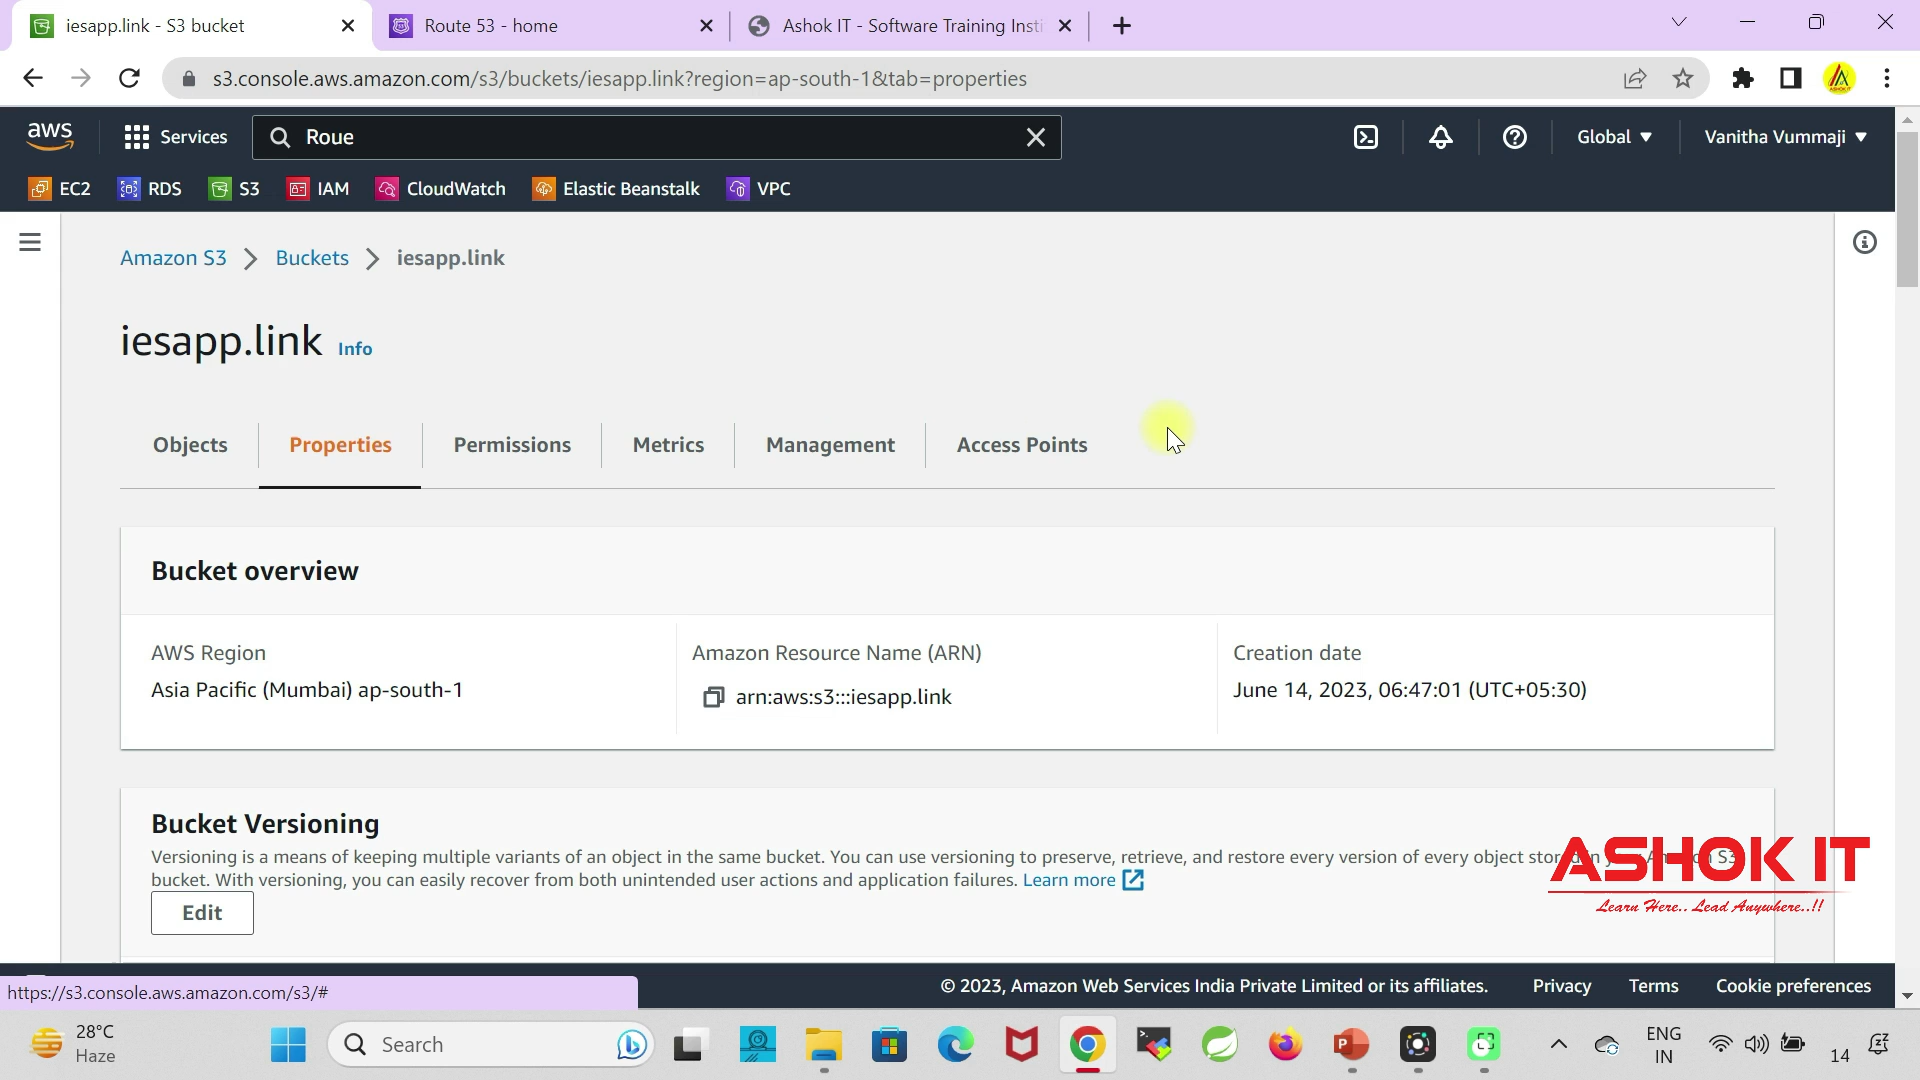 iesapp.link - S3 bucket
Route 53 - home
Ashok IT - Software Training Insti
s3.console.aws.amazon.com/s3/buckets/iesapp.link?region=ap-south-1&tab=properties
aws
Services
Roue
Global
Vanitha Vummaji
EC2
RDS
S3
IAM
CloudWatch
Elastic Beanstalk
VPC
Amazon S3 > Buckets > iesapp.link
iesapp.link Info
Objects
Properties
Permissions
Metrics
Management
Access Points
Bucket overview
AWS Region
Asia Pacific (Mumbai) ap-south-1
Amazon Resource Name (ARN)
arn:aws:s3:::iesapp.link
Creation date
June 14, 2023, 06:47:01 (UTC+05:30)
Bucket Versioning
Versioning is a means of keeping multiple variants of an object in the same bucket. You can use versioning to preserve, retrieve, and restore every version of every object stored in S3
bucket. With versioning, you can easily recover from both unintended user actions and application failures. Learn more
Edit
ASHOK IT
Learn Here.. Lead Anywhere..!!
© 2023, Amazon Web Services India Private Limited or its affiliates.
Privacy
Terms
Cookie preferences
https://s3.console.aws.amazon.com/s3/#
28°C
Haze
Search
ENG
IN
14